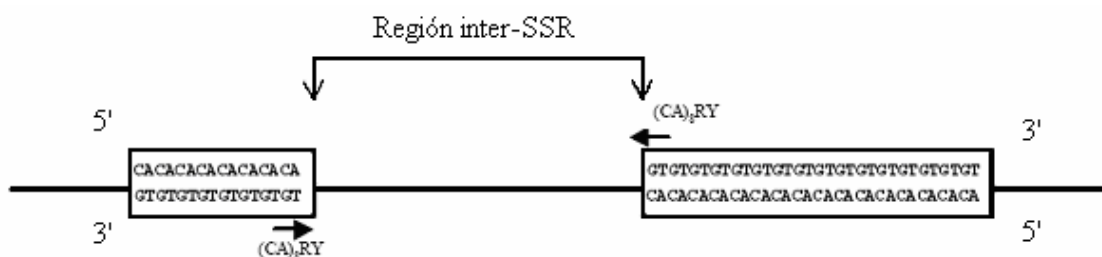 Región inter-SSR
(CA)₈RY
5'
3'
CACACACACACACACA
GTGTGTGTGTGTGTGTGTGTGTGTGTGTGTGT
GTGTGTGTGTGTGTGT
CACACACACACACACACACACACACACACACA
3'
5'
(CA)₈RY